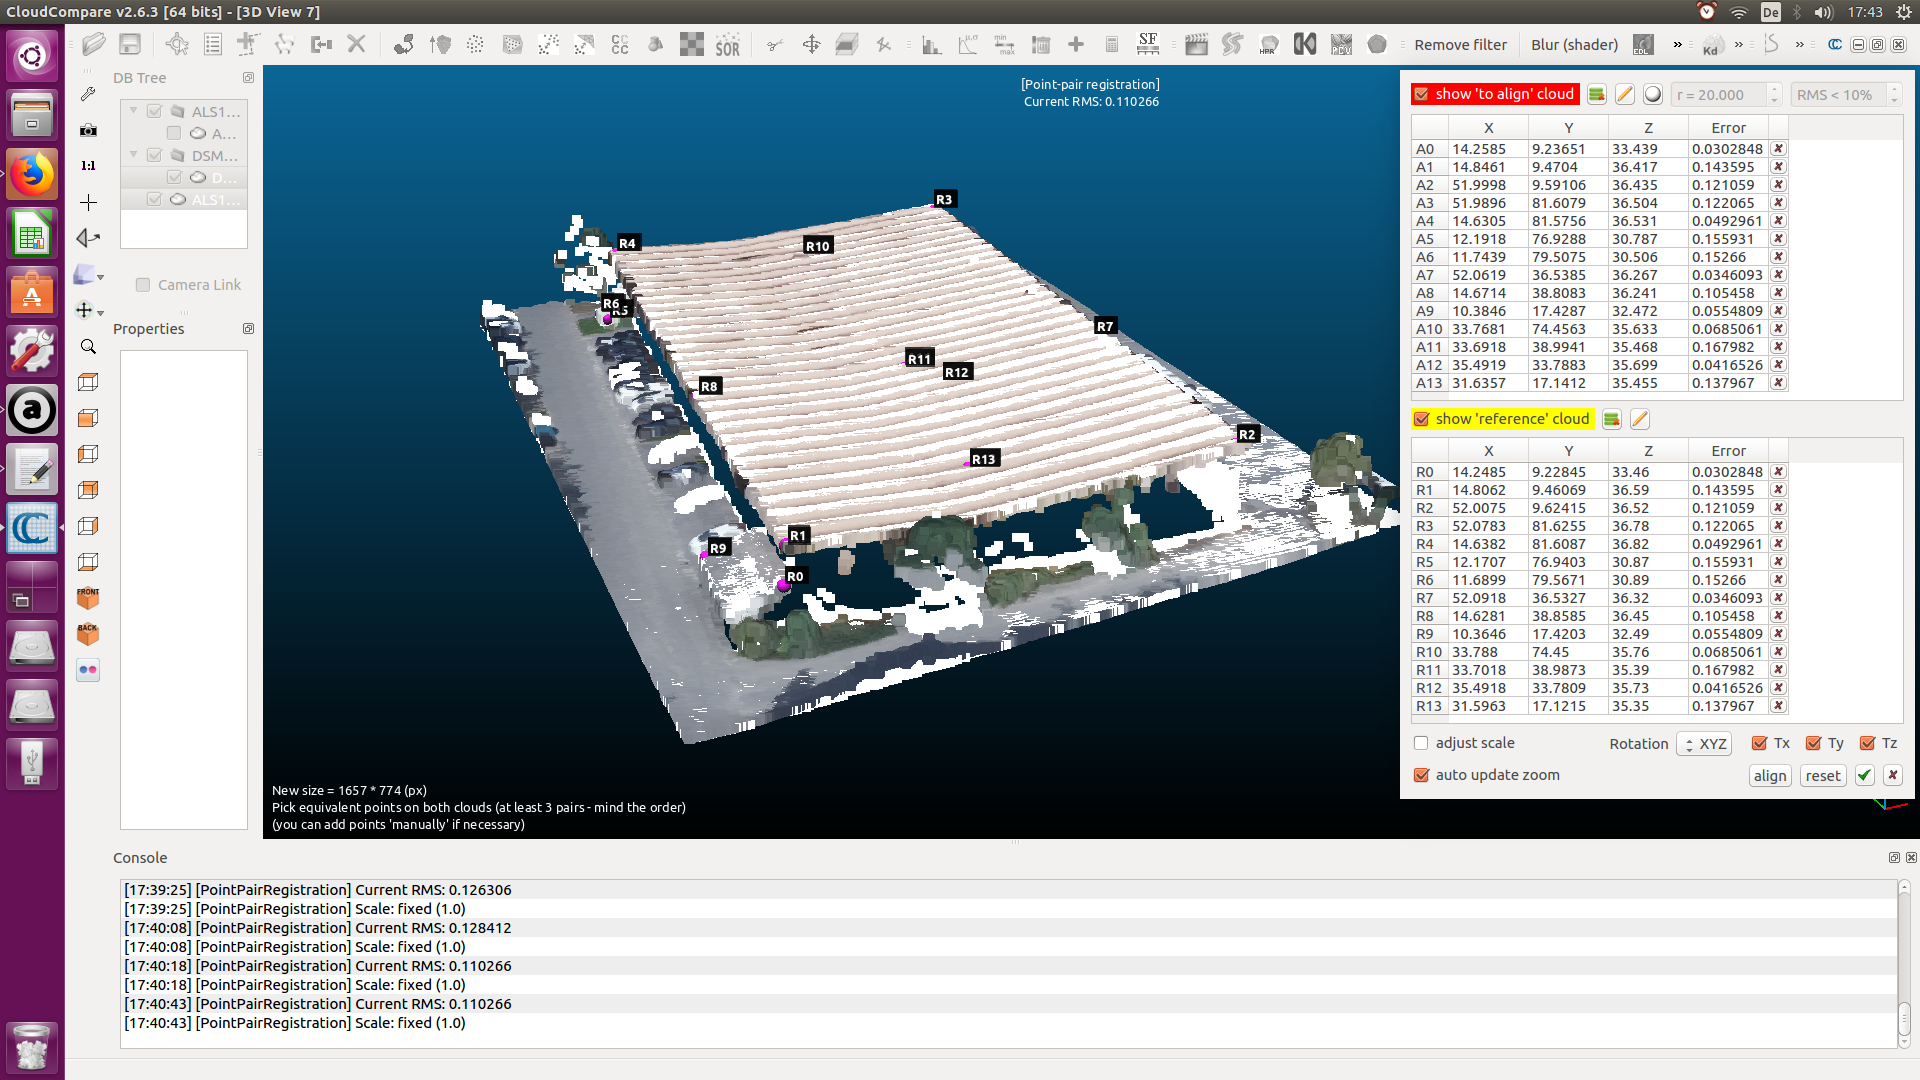 CloudCompare v2.6.3 [64 bits] - [3D View 7]
De
17:43
1:1
SOR
SF
min
max
HPR
PCV
Remove filter
Blur (shader)
EDL
»
Kd
»
»
CC
DB Tree
ALS1...
A...
DSM...
D...
ALS1...
Camera Link
Properties
FRONT
BACK
[Point-pair registration]
Current RMS: 0.110266
R3
R4
R10
R6
R5
R7
R11
R12
R8
R2
R13
R1
R9
R0
New size = 1657 * 774 (px)
Pick equivalent points on both clouds (at least 3 pairs - mind the order)
(you can add points 'manually' if necessary)
show 'to align' cloud
r = 20.000
RMS < 10%
X Y Z Error
A0 14.2585 9.23651 33.439 0.0302848
A1 14.8461 9.4704 36.417 0.143595
A2 51.9998 9.59106 36.435 0.121059
A3 51.9896 81.6079 36.504 0.122065
A4 14.6305 81.5756 36.531 0.0492961
A5 12.1918 76.9288 30.787 0.155931
A6 11.7439 79.5075 30.506 0.15266
A7 52.0619 36.5385 36.267 0.0346093
A8 14.6714 38.8083 36.241 0.105458
A9 10.3846 17.4287 32.472 0.0554809
A10 33.7681 74.4563 35.633 0.0685061
A11 33.6918 38.9941 35.468 0.167982
A12 35.4919 33.7883 35.699 0.0416526
A13 31.6357 17.1412 35.455 0.137967
show 'reference' cloud
X Y Z Error
R0 14.2485 9.22845 33.46 0.0302848
R1 14.8062 9.46069 36.59 0.143595
R2 52.0075 9.62415 36.52 0.121059
R3 52.0783 81.6255 36.78 0.122065
R4 14.6382 81.6087 36.82 0.0492961
R5 12.1707 76.9403 30.87 0.155931
R6 11.6899 79.5671 30.89 0.15266
R7 52.0918 36.5327 36.32 0.0346093
R8 14.6281 38.8585 36.45 0.105458
R9 10.3646 17.4203 32.49 0.0554809
R10 33.788 74.45 35.76 0.0685061
R11 33.7018 38.9873 35.39 0.167982
R12 35.4918 33.7809 35.73 0.0416526
R13 31.5963 17.1215 35.35 0.137967
adjust scale
Rotation
XYZ
Tx
Ty
Tz
auto update zoom
align
reset
Console
[17:39:25] [PointPairRegistration] Current RMS: 0.126306
[17:39:25] [PointPairRegistration] Scale: fixed (1.0)
[17:40:08] [PointPairRegistration] Current RMS: 0.128412
[17:40:08] [PointPairRegistration] Scale: fixed (1.0)
[17:40:18] [PointPairRegistration] Current RMS: 0.110266
[17:40:18] [PointPairRegistration] Scale: fixed (1.0)
[17:40:43] [PointPairRegistration] Current RMS: 0.110266
[17:40:43] [PointPairRegistration] Scale: fixed (1.0)